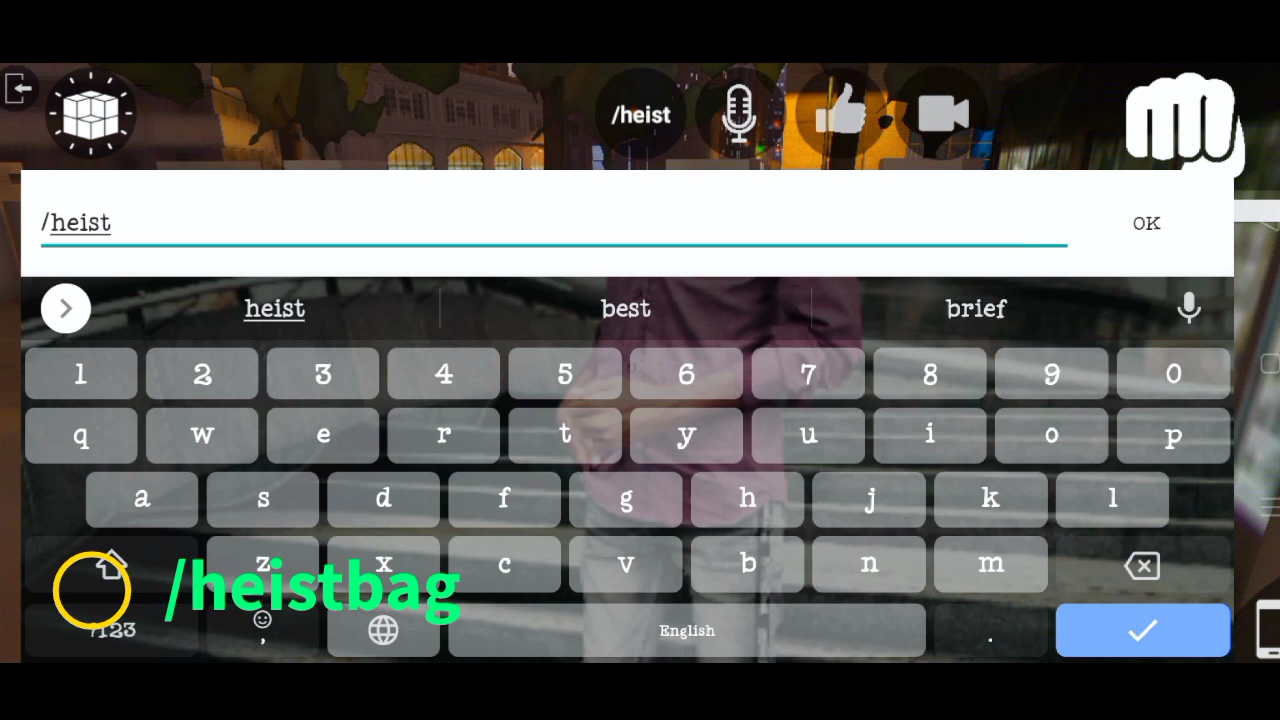 /heist
/heist
OK
heist best brief
1 2 3 4 5 6 7 8 9 0
q w e r t y u i o p
a s d f g h j k l
z x c v b n m
/heistbag
?123 , English .